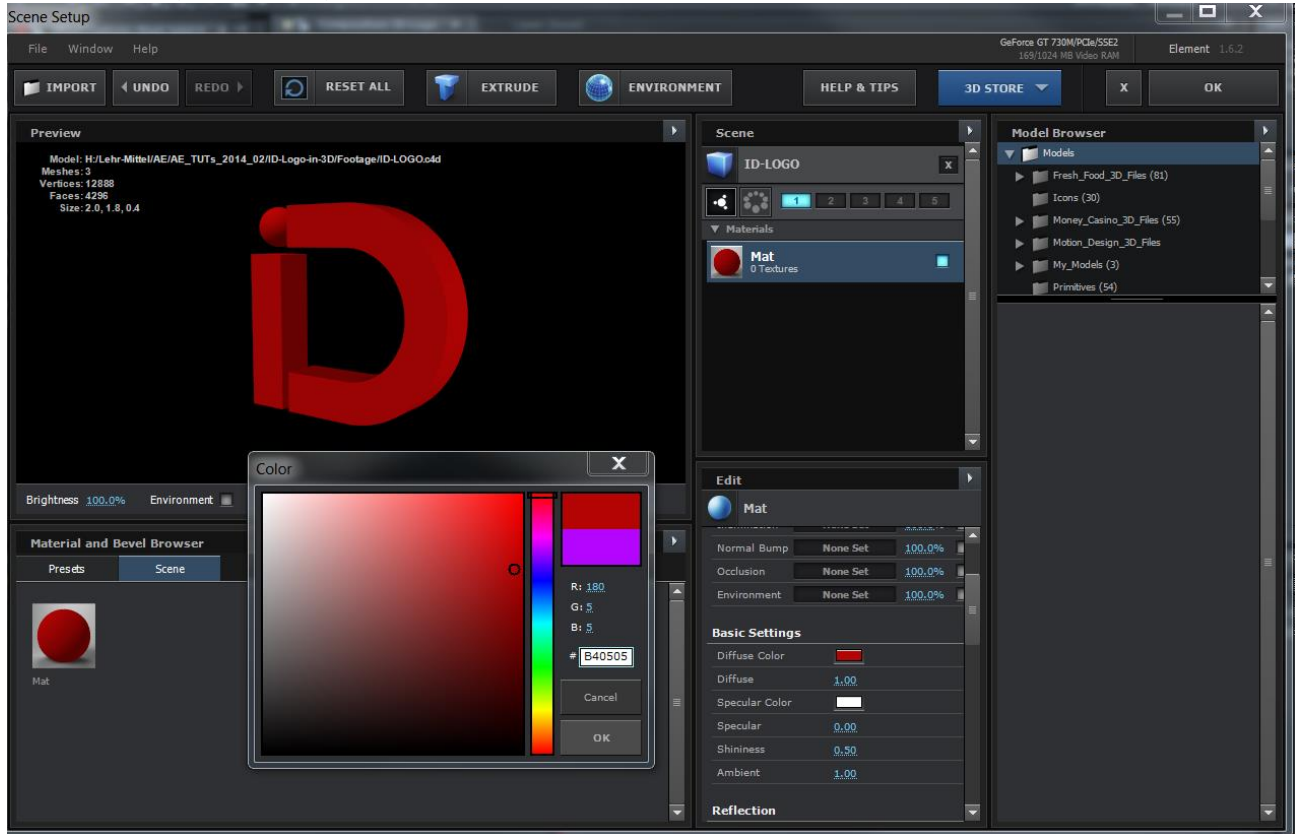 Scene Setup
X
File Window Help
GeForce GT 730M/PCIe/SSE2
169/1024 MB Video RAM
Element 1.6.2
IMPORT UNDO REDO RESET ALL EXTRUDE ENVIRONMENT HELP & TIPS 3D STORE X OK
Preview
Model: H:/Lehr-Mittel/AE/AE_TUTs_2014_02/ID-Logo-in-3D/Footage/ID-LOGO.c4d
Meshes: 3
Vertices: 12888
Faces: 4296
Size: 2.0, 1.8, 0.4
iD
Brightness 100.0% Environment
Material and Bevel Browser
Presets Scene
Mat
Color
X
R: 180
G: 5
B: 5
# B40505
Cancel
OK
Scene
ID-LOGO x
1 2 3 4 5
Materials
Mat
0 Textures
Edit
Mat
Normal Bump None Set 100.0%
Occlusion None Set 100.0%
Environment None Set 100.0%
Basic Settings
Diffuse Color
Diffuse 1.00
Specular Color
Specular 0.00
Shininess 0.50
Ambient 1.00
Reflection
Model Browser
Models
Fresh_Food_3D_Files (81)
Icons (30)
Money_Casino_3D_Files (55)
Motion_Design_3D_Files
My_Models (3)
Primitives (54)